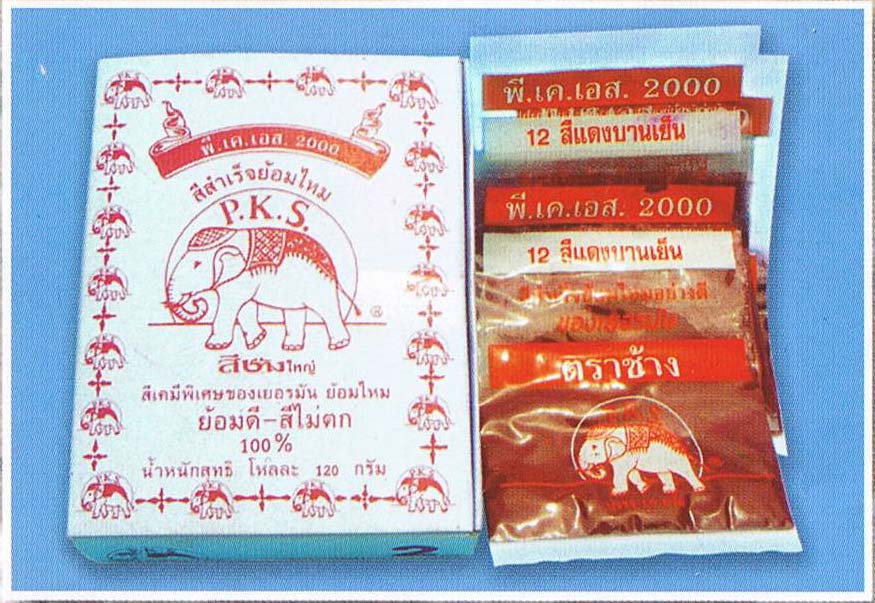 พี.เค.เอส. 2000
สีสำเร็จย้อมไหม
P.K.S.
®
สีช้างใหญ่
สีเคมีพิเศษของเยอรมัน ย้อมไหม
ย้อมดี-สีไม่ตก
100%
น้ำหนักสุทธิ โหลละ 120 กรัม
พี.เค.เอส. 2000
12 สีแดงบานเย็น
พี.เค.เอส. 2000
12 สีแดงบานเย็น
ตราช้าง
P.K.S